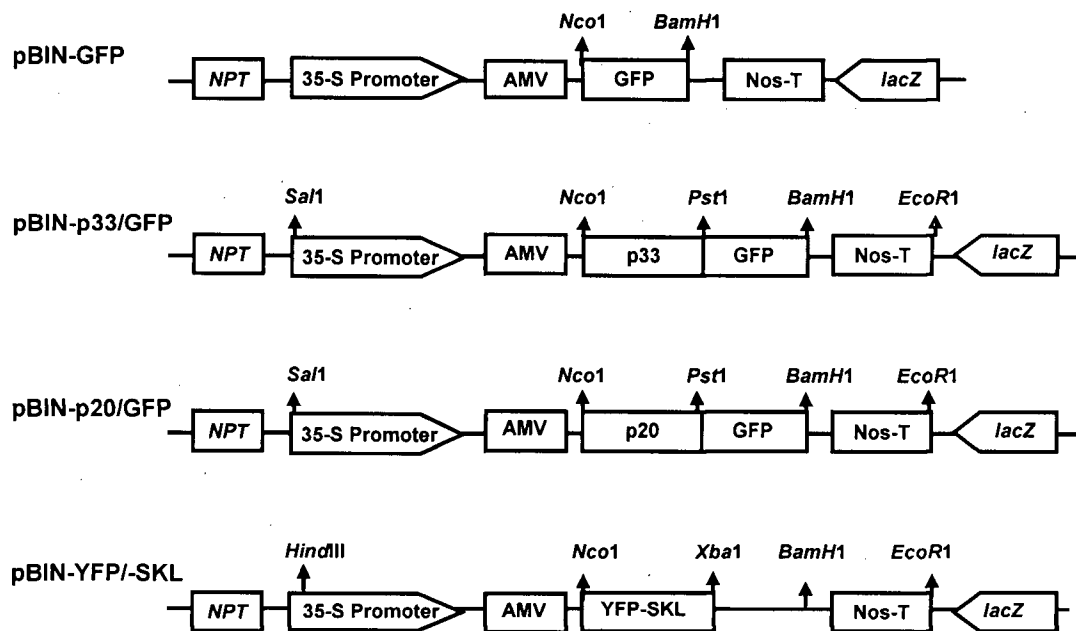 Nco1 BamH1
pBIN-GFP
NPT 35-S Promoter AMV GFP Nos-T lacZ
Sal1 Nco1 Pst1 BamH1 EcoR1
pBIN-p33/GFP
NPT 35-S Promoter AMV p33 GFP Nos-T lacZ
Sal1 Nco1 Pst1 BamH1 EcoR1
pBIN-p20/GFP
NPT 35-S Promoter AMV p20 GFP Nos-T lacZ
HindIII Nco1 Xba1 BamH1 EcoR1
pBIN-YFP/-SKL
NPT 35-S Promoter AMV YFP-SKL Nos-T lacZ